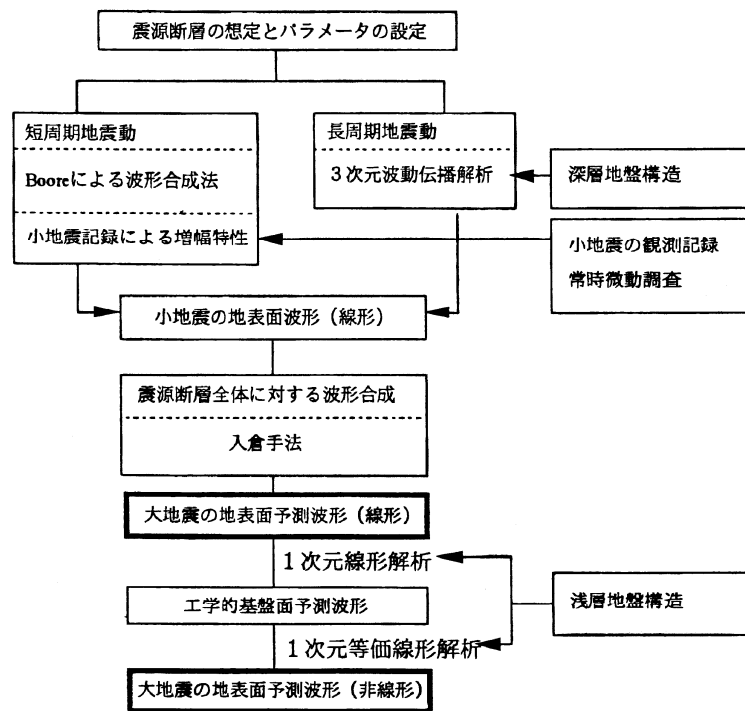 震源断層の想定とパラメータの設定
短周期地震動
Booreによる波形合成法
小地震記録による増幅特性
長周期地震動
3次元波動伝播解析
深層地盤構造
小地震の観測記録
常時微動調査
小地震の地表面波形(線形)
震源断層全体に対する波形合成
入倉手法
大地震の地表面予測波形(線形)
1次元線形解析
工学的基盤面予測波形
浅層地盤構造
1次元等価線形解析
大地震の地表面予測波形(非線形)